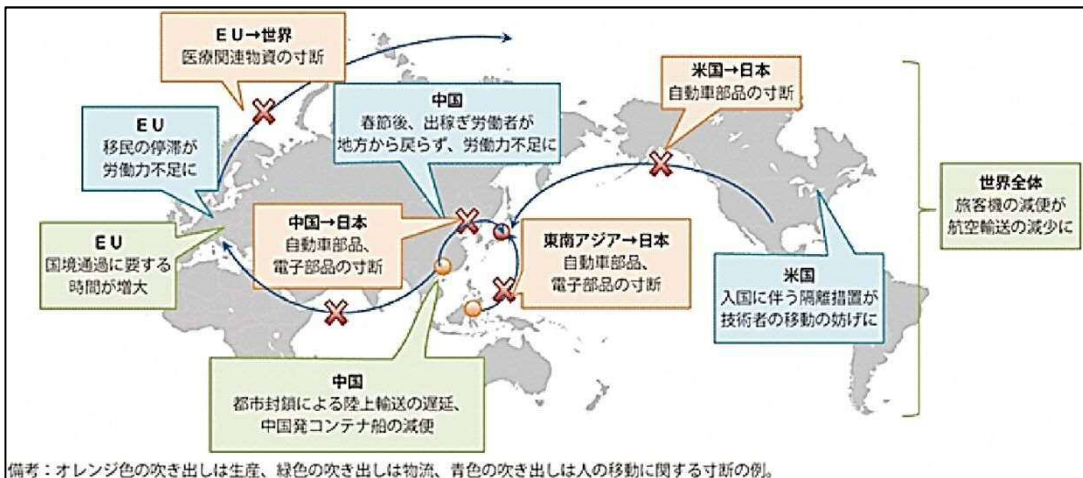 ＥＵ→世界
医療関連物資の寸断
米国→日本
自動車部品の寸断
中国
春節後、出稼ぎ労働者が
地方から戻らず、労働力不足に
ＥＵ
移民の停滞が
労働力不足に
世界全体
旅客機の減便が
航空輸送の減少に
中国→日本
自動車部品、
電子部品の寸断
東南アジア→日本
自動車部品、
電子部品の寸断
ＥＵ
国境通過に要する
時間が増大
米国
入国に伴う隔離措置が
技術者の移動の妨げに
中国
都市封鎖による陸上輸送の遅延、
中国発コンテナ船の減便
備考：オレンジ色の吹き出しは生産、緑色の吹き出しは物流、青色の吹き出しは人の移動に関する寸断の例。